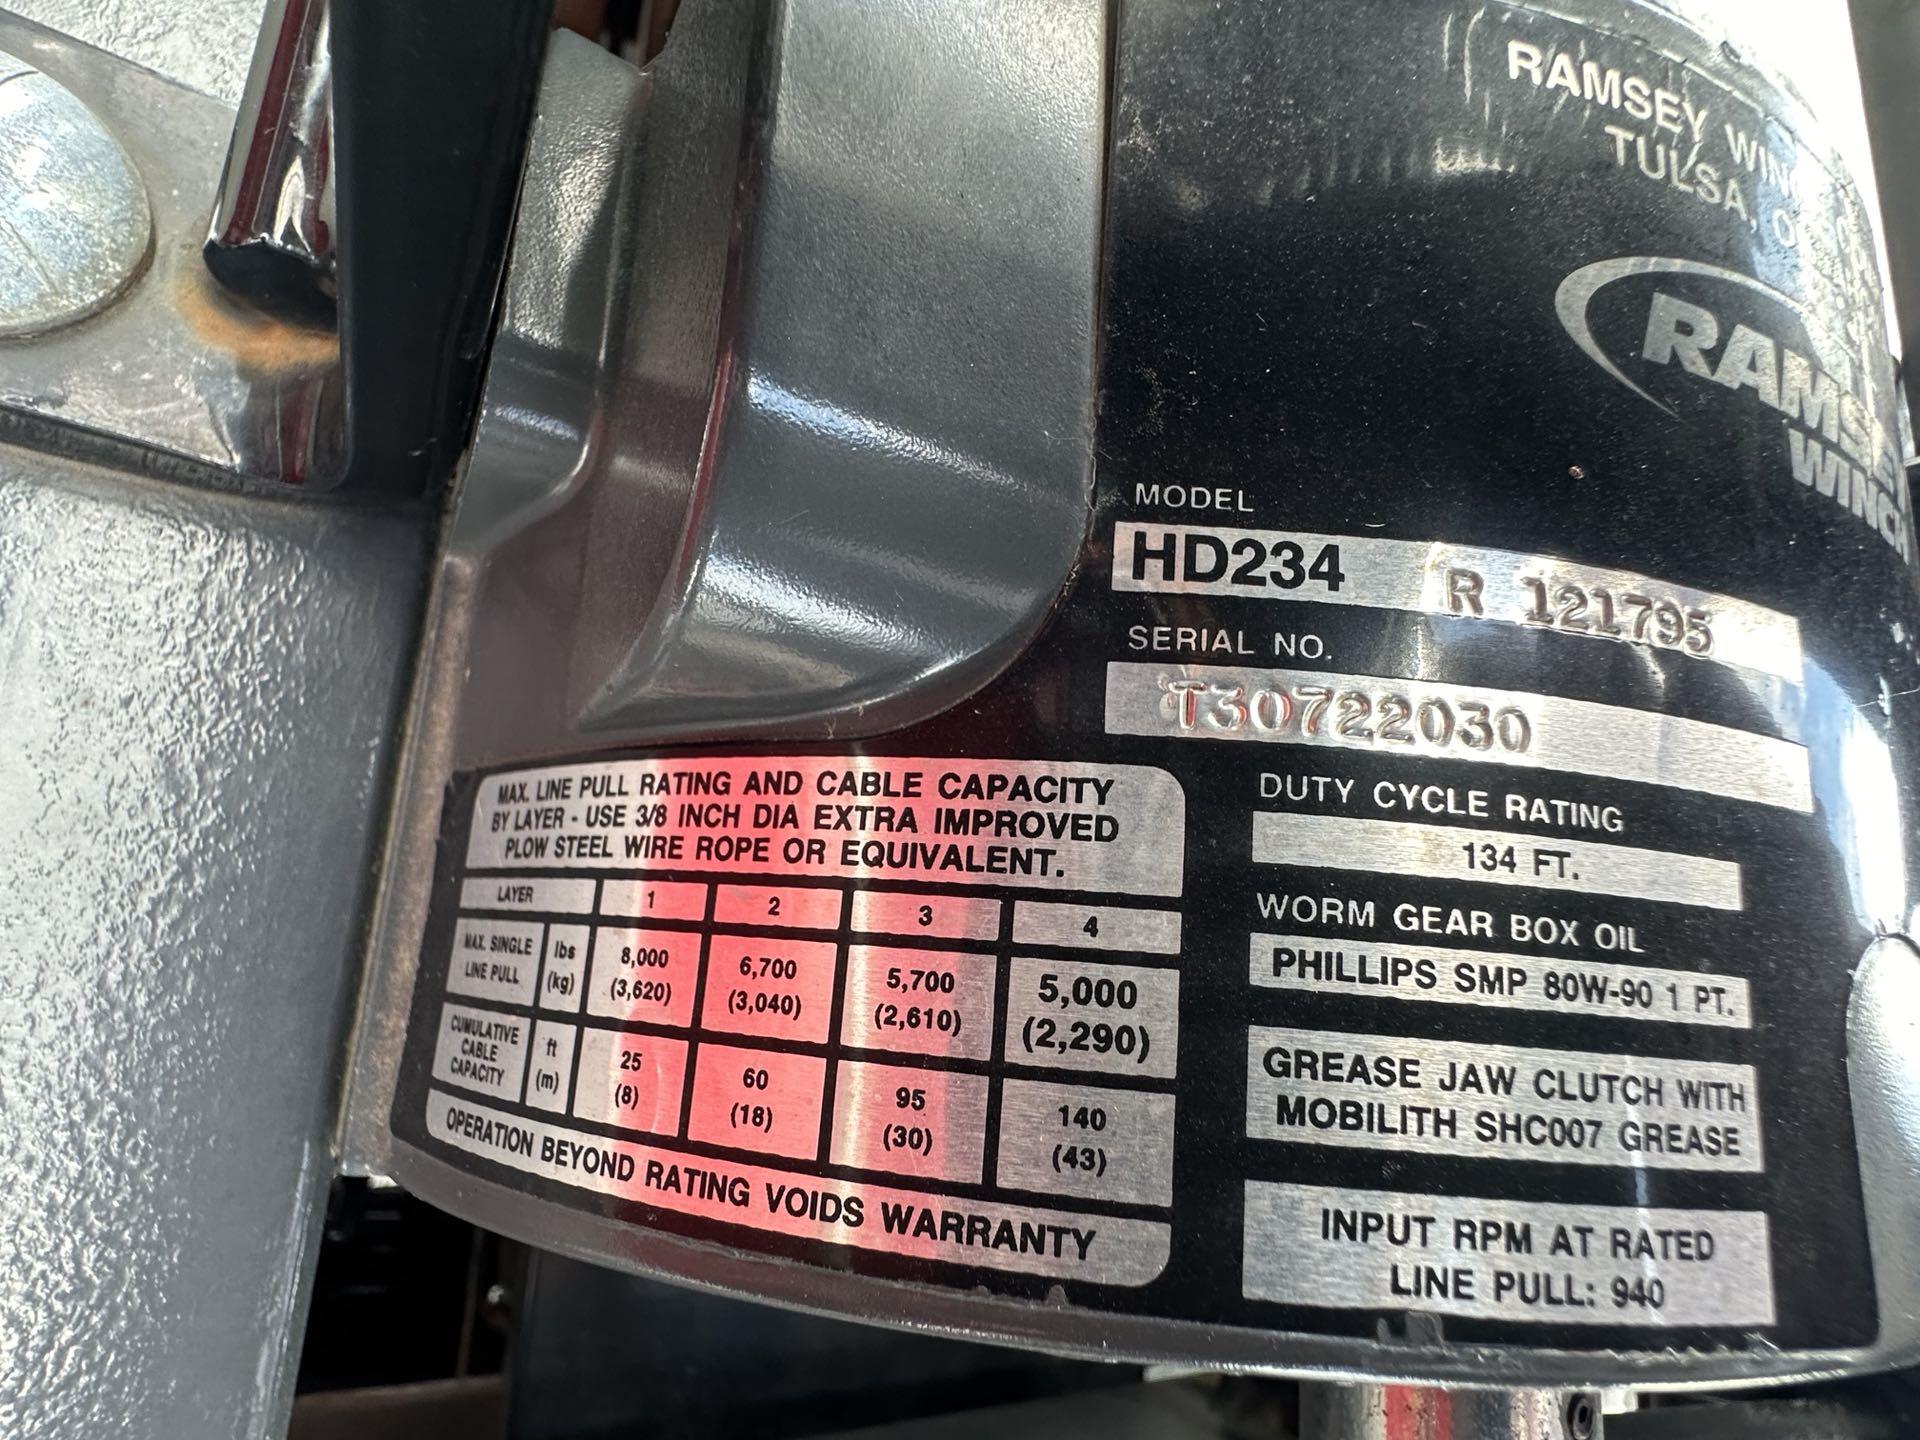 RAMSEY
TULSA,
RAMSEY
WINCH
MODEL
HD234 R 121795
SERIAL NO.
T30722030
DUTY CYCLE RATING
134 FT.
WORM GEAR BOX OIL
PHILLIPS SMP 80W-90 1 PT.
GREASE JAW CLUTCH WITH
MOBILITH SHC007 GREASE
INPUT RPM AT RATED
LINE PULL: 940
MAX. LINE PULL RATING AND CABLE CAPACITY
BY LAYER - USE 3/8 INCH DIA EXTRA IMPROVED
PLOW STEEL WIRE ROPE OR EQUIVALENT.
LAYER 1 2 3 4
MAX. SINGLE lbs 8,000 6,700 5,700 5,000
LINE PULL (kg) (3,620) (3,040) (2,610) (2,290)
CUMULATIVE
CABLE ft 25 60 95 140
CAPACITY (m) (8) (18) (30) (43)
OPERATION BEYOND RATING VOIDS WARRANTY